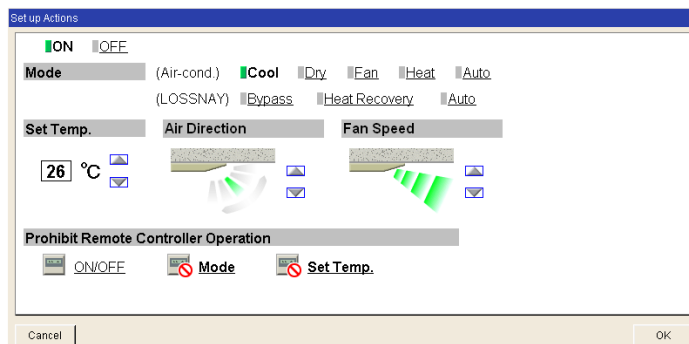 Set up Actions
ON OFF
Mode (Air-cond.) Cool Dry Fan Heat Auto
(LOSSNAY) Bypass Heat Recovery Auto
Set Temp. Air Direction Fan Speed
26 °C
Prohibit Remote Controller Operation
ON/OFF Mode Set Temp.
Cancel OK